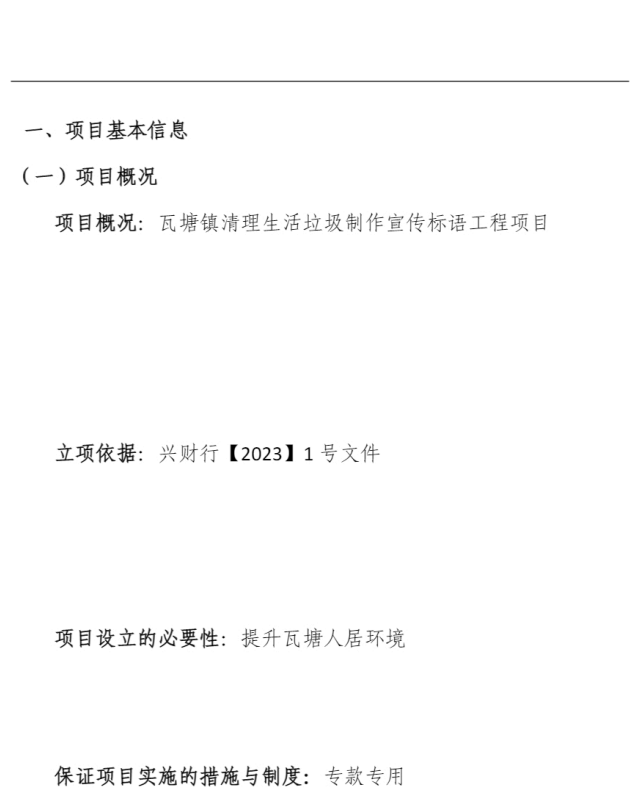 一、项目基本信息
（一）项目概况
项目概况：瓦塘镇清理生活垃圾制作宣传标语工程项目
立项依据：兴财行【2023】1 号文件
项目设立的必要性：提升瓦塘人居环境
保证项目实施的措施与制度：专款专用